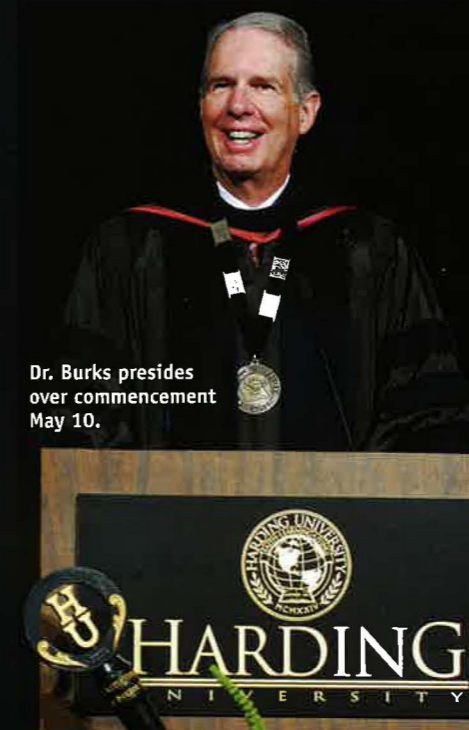 Dr. Burks presides
over commencement
May 10.
HARDING UNIVERSITY
MCMXXIV
HU
HARDING
UNIVERSITY